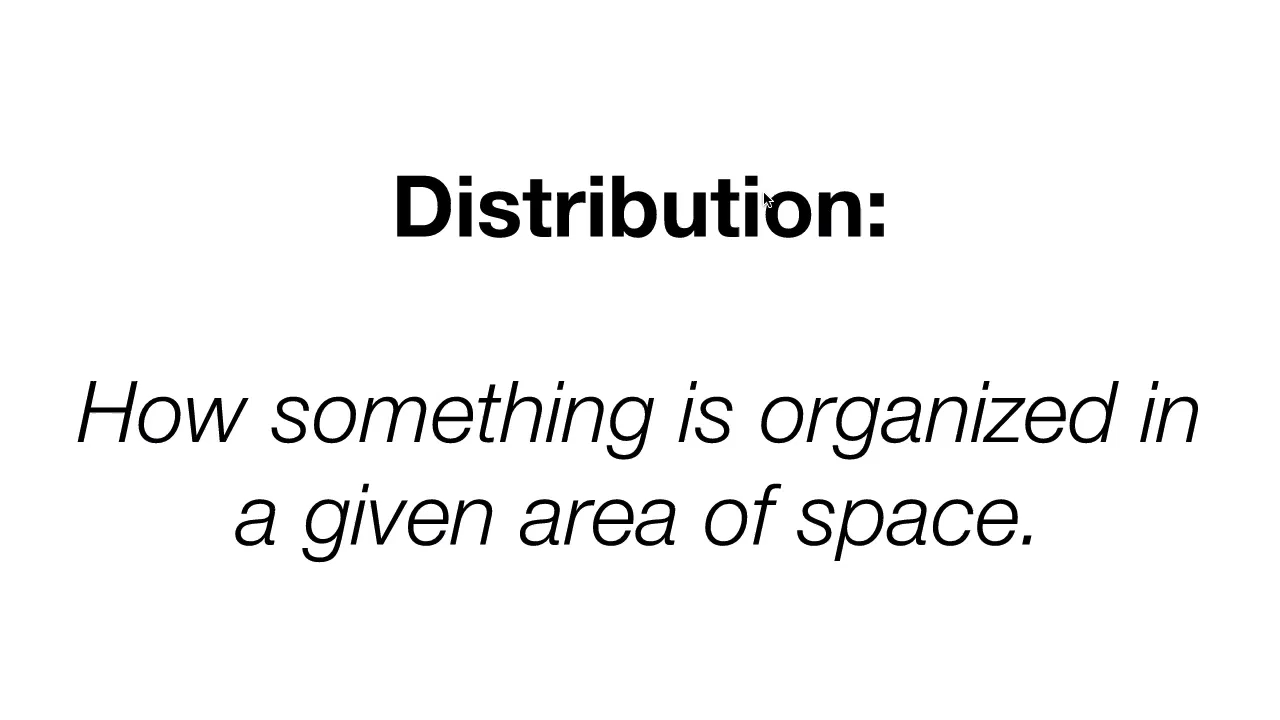 Distribution:
How something is organized in
a given area of space.